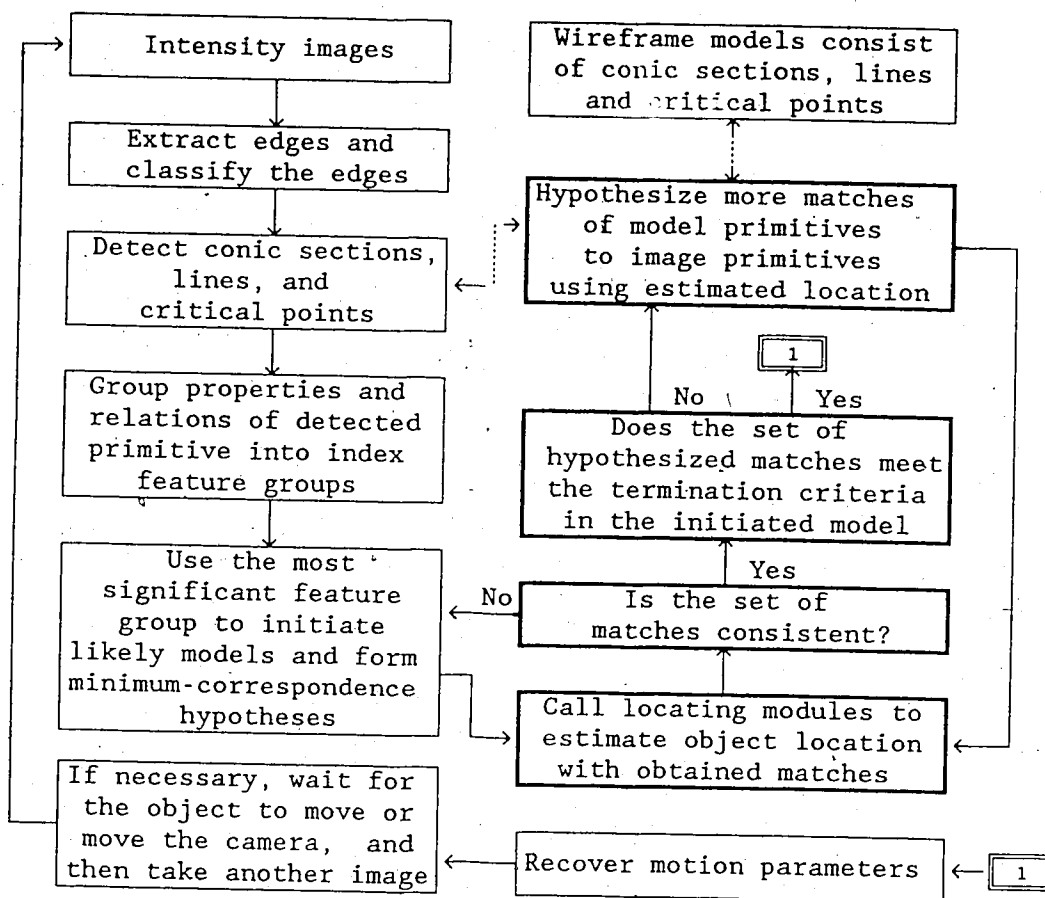 Intensity images
Extract edges and
classify the edges
Detect conic sections,
lines, and
critical points
Group properties and
relations of detected
primitive into index
feature groups
Use the most
significant feature
group to initiate
likely models and form
minimum-correspondence
hypotheses
If necessary, wait for
the object to move or
move the camera, and
then take another image
Wireframe models consist
of conic sections, lines
and critical points
Hypothesize more matches
of model primitives
to image primitives
using estimated location
1
No
Yes
Does the set of
hypothesized matches meet
the termination criteria
in the initiated model
Yes
No
Is the set of
matches consistent?
Call locating modules to
estimate object location
with obtained matches
Recover motion parameters
1